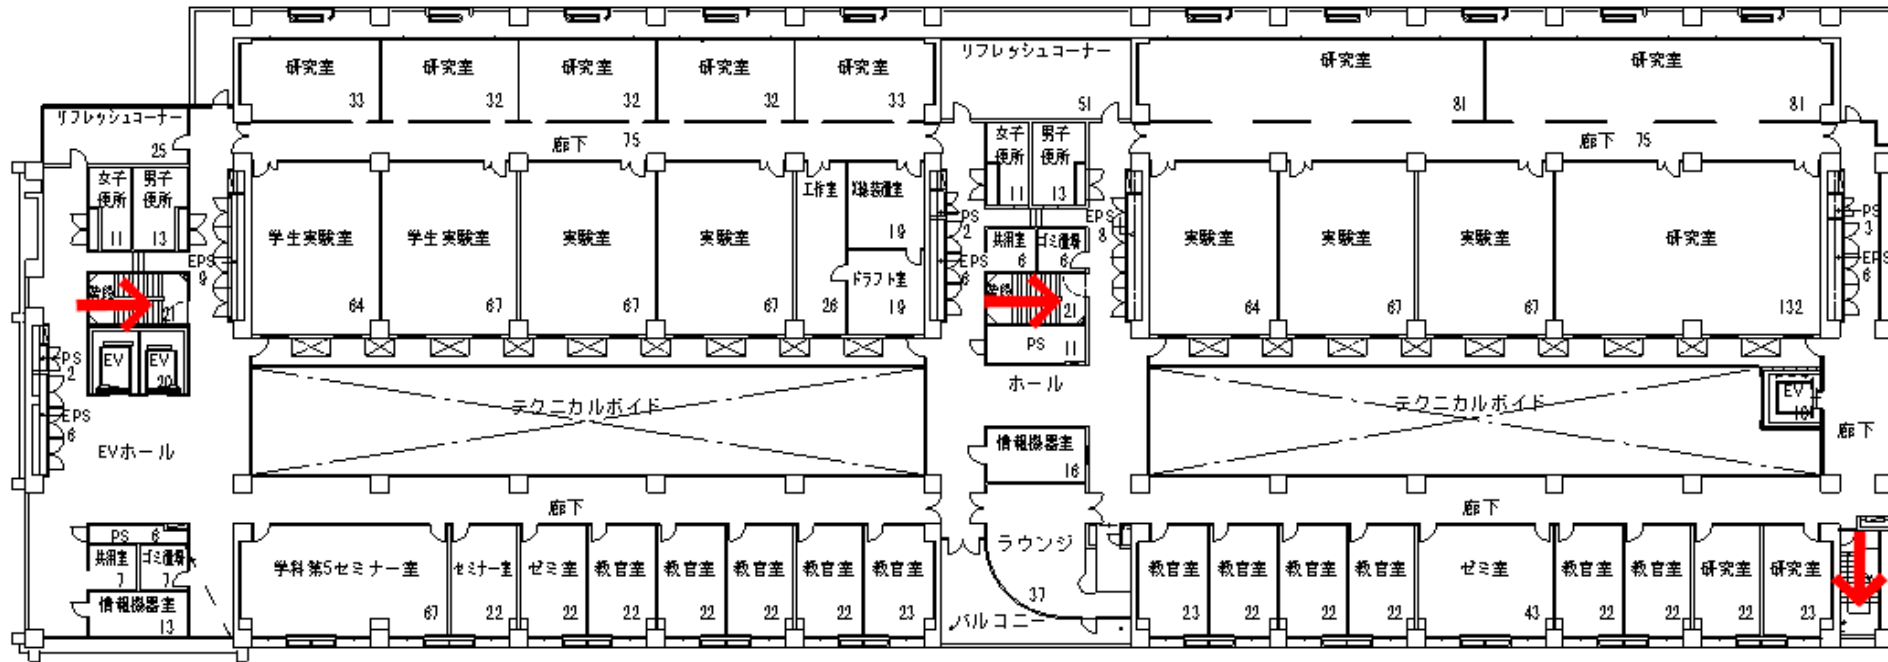 研究室 研究室 研究室 研究室 研究室 リフレッシュコーナー 研究室 研究室
33 32 32 32 33 51 81 81
リフレッシュコーナー
25
廊下 75
廊下 75
女子便所
11
男子便所
13
EPS
9
階段
21
EV
EV
20
PS
2
EPS
6
EVホール
PS 6
共用室
7
ゴミ置場
7
情報機器室
13
学生実験室
64
学生実験室
67
実験室
67
実験室
67
工作室
26
X線装置室
19
ドラフト室
19
PS
2
EPS
6
女子便所
11
男子便所
13
EPS
8
共用室
6
ゴミ置場
6
階段
21
PS
11
ホール
情報機器室
16
ラウンジ
37
バルコニー
実験室
64
実験室
67
実験室
67
研究室
132
PS
3
EPS
6
テクニカルボイド
テクニカルボイド
EV
廊下
廊下
廊下
学科第5セミナー室 セミナー室 ゼミ室 教官室 教官室 教官室 教官室 教官室
67 22 22 22 22 22 22 23
教官室 教官室 教官室 教官室 ゼミ室 教官室 教官室 研究室 研究室
23 22 22 22 43 22 22 22 23